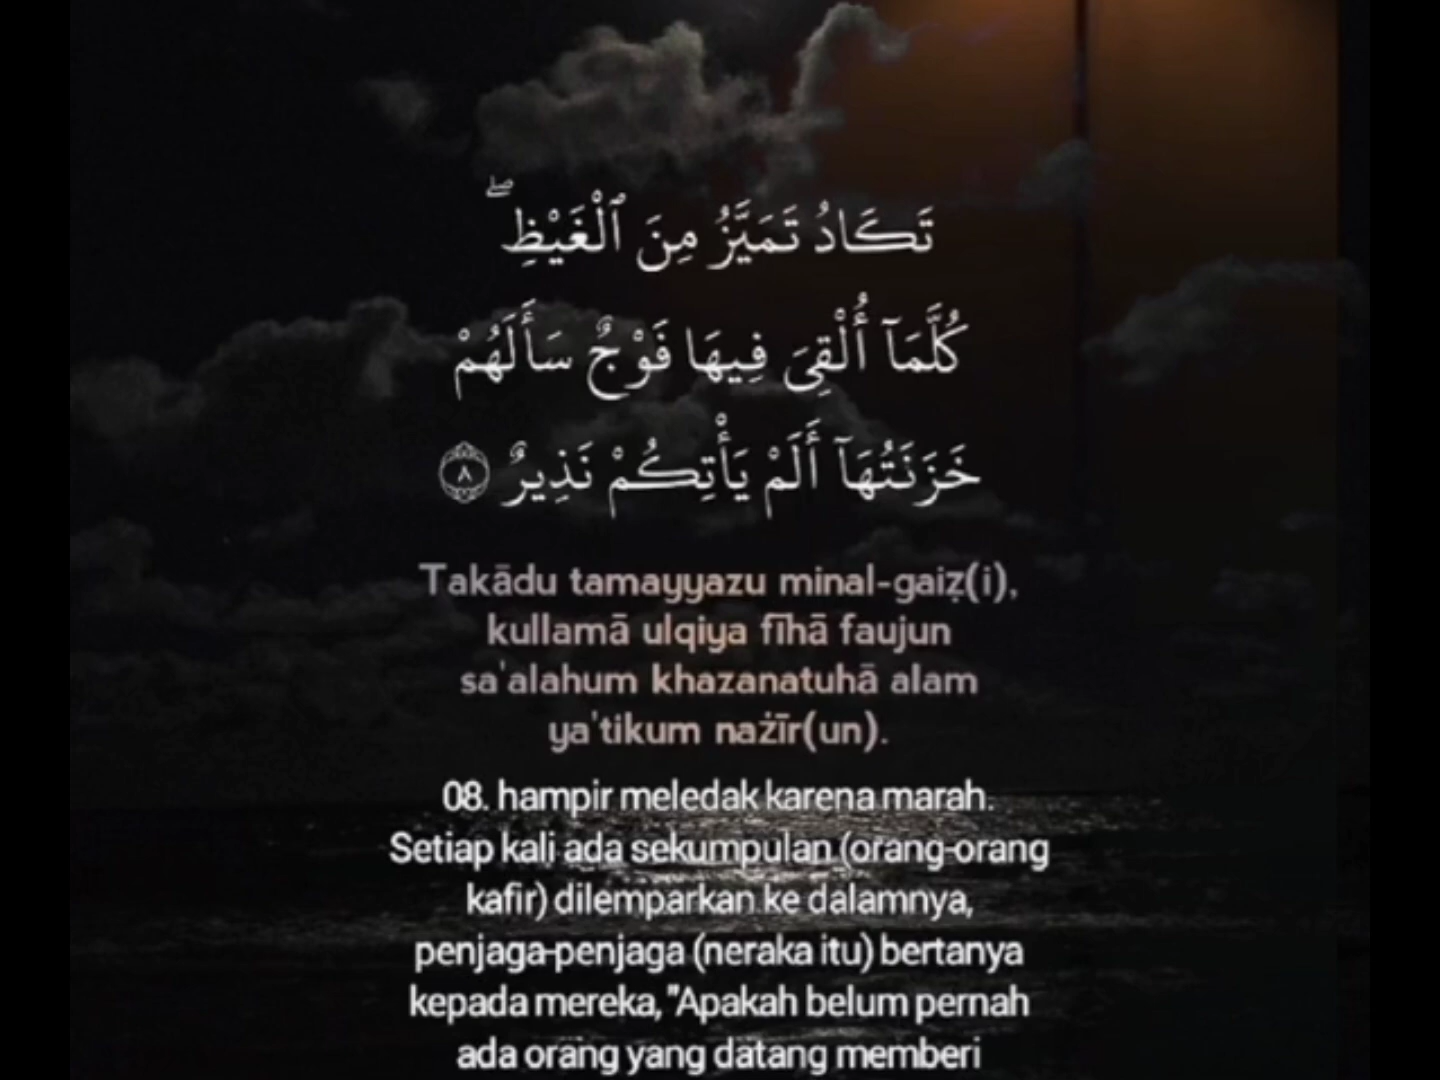 تَكَادُ تَمَيَّزُ مِنَ ٱلْغَيْظِ ۖ
كُلَّمَآ أُلْقِىَ فِيهَا فَوْجٌ سَأَلَهُمْ
خَزَنَتُهَآ أَلَمْ يَأْتِكُمْ نَذِيرٌ ٨
Takādu tamayyazu minal-gaiẓ(i),
kullamā ulqiya fīhā faujun
sa'alahum khazanatuhā alam
ya'tikum nażīr(un).
08. hampir meledak karena marah.
Setiap kali ada sekumpulan (orang-orang
kafir) dilemparkan ke dalamnya,
penjaga-penjaga (neraka itu) bertanya
kepada mereka, "Apakah belum pernah
ada orang yang datang memberi